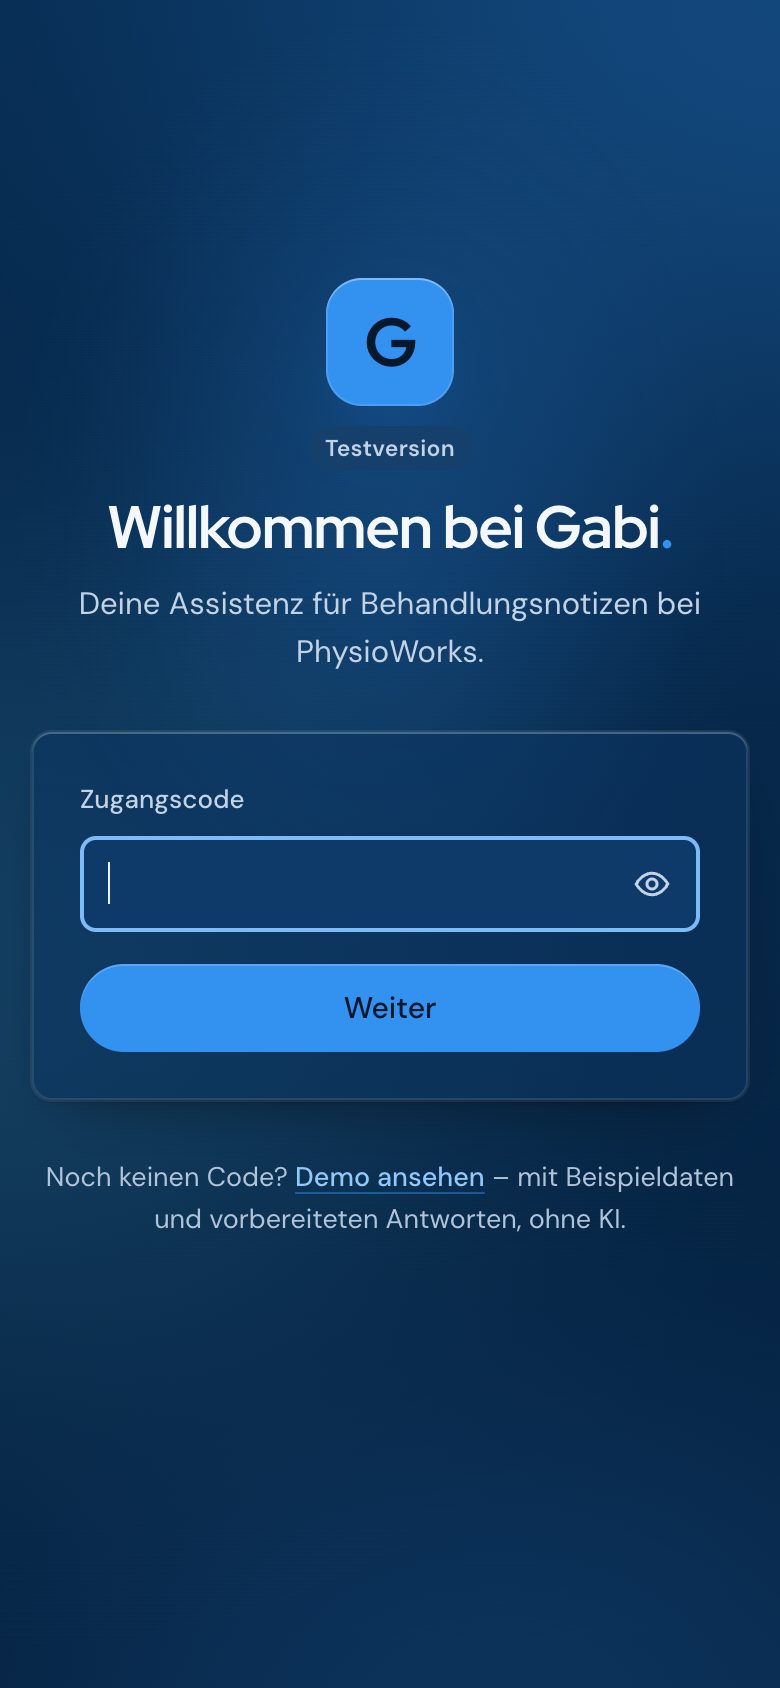 G
Testversion
Willkommen bei Gabi.
Deine Assistenz für Behandlungsnotizen bei
PhysioWorks.
Zugangscode
Weiter
Noch keinen Code? Demo ansehen – mit Beispieldaten
und vorbereiteten Antworten, ohne KI.